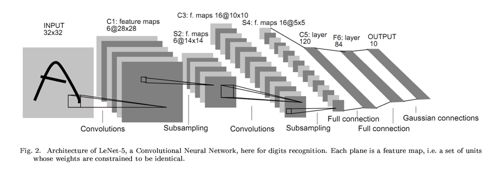 INPUT
32x32
C1: feature maps
6@28x28
S2: f. maps
6@14x14
C3: f. maps 16@10x10
S4: f. maps 16@5x5
C5: layer
120
F6: layer
84
OUTPUT
10
Convolutions
Subsampling
Convolutions
Subsampling
Full connection
Full connection
Gaussian connections
Fig. 2. Architecture of LeNet-5, a Convolutional Neural Network, here for digits recognition. Each plane is a feature map, i.e. a set of units
whose weights are constrained to be identical.